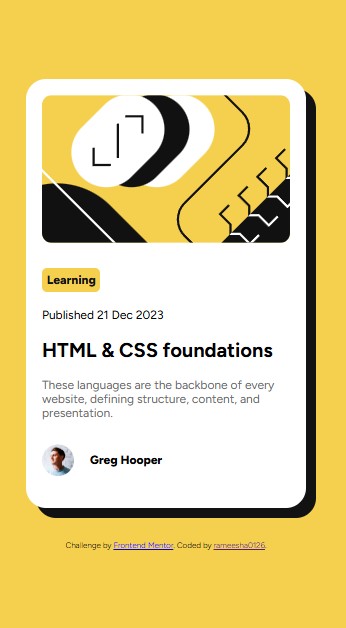 Learning
Published 21 Dec 2023
HTML & CSS foundations
These languages are the backbone of every
website, defining structure, content, and
presentation.
Greg Hooper
Challenge by Frontend Mentor. Coded by rameesha0126.